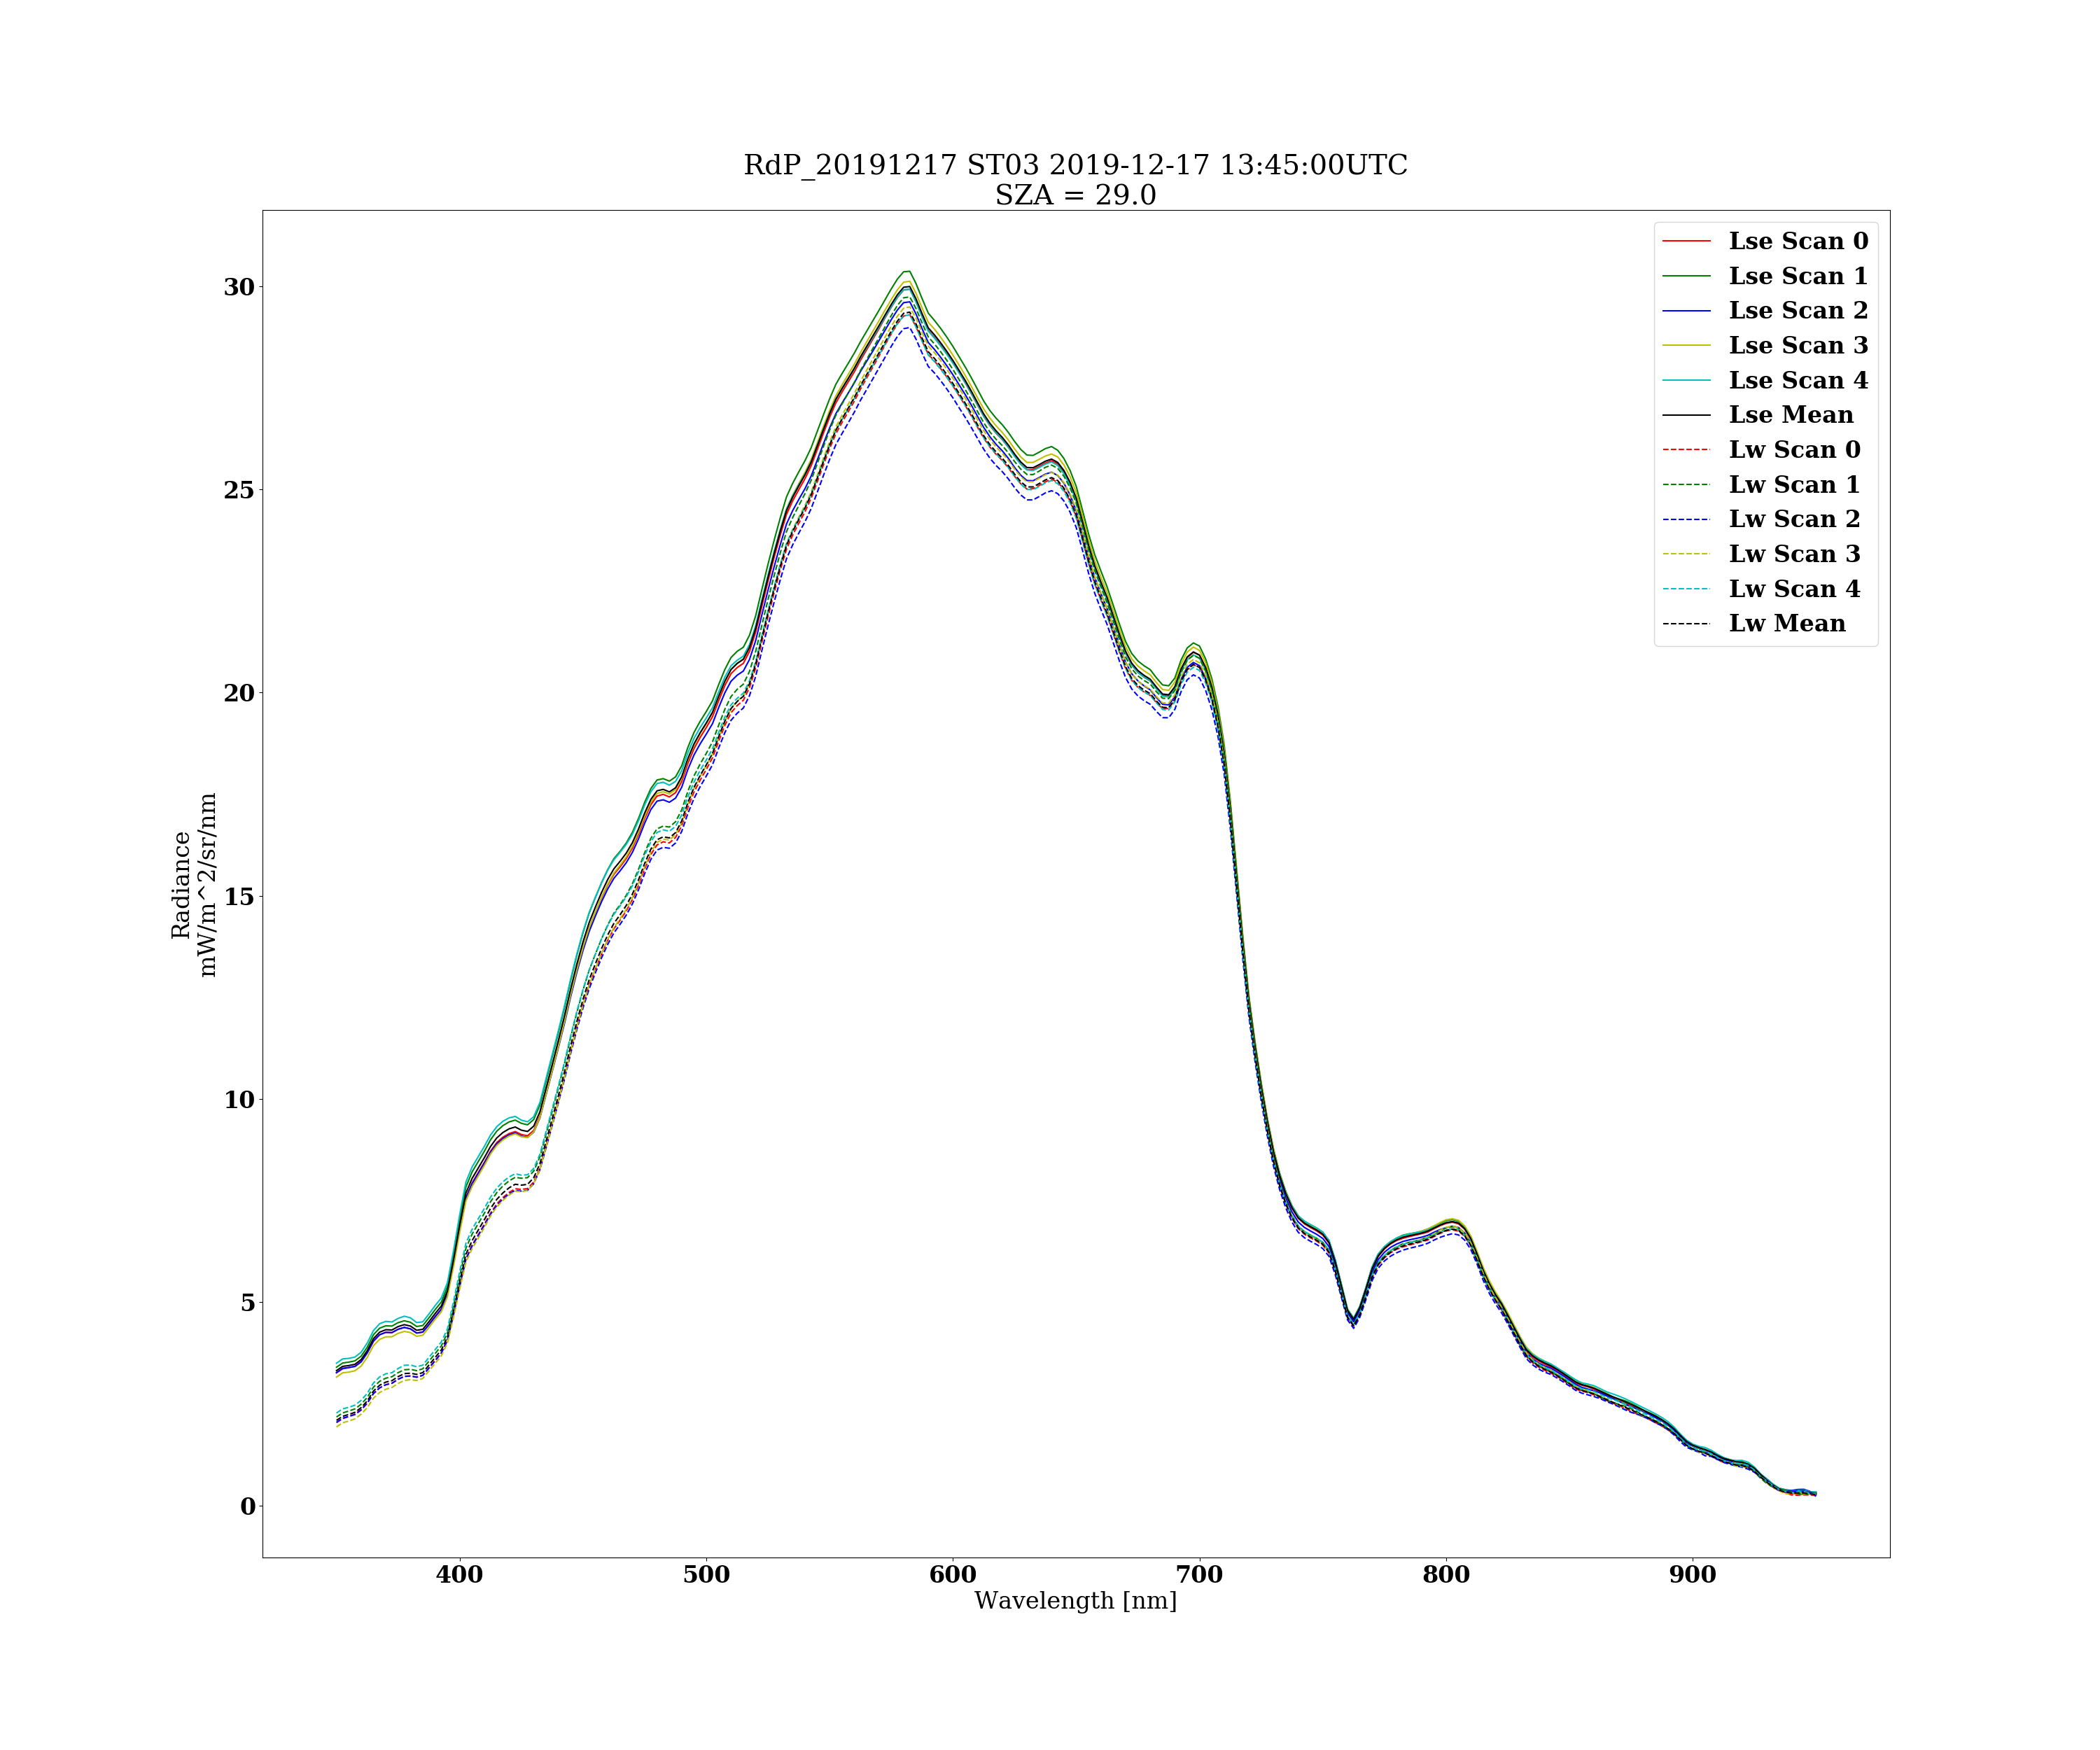 RdP_20191217 ST03 2019-12-17 13:45:00UTC
SZA = 29.0
Lse Scan 0
Lse Scan 1
Lse Scan 2
Lse Scan 3
Lse Scan 4
Lse Mean
Lw Scan 0
Lw Scan 1
Lw Scan 2
Lw Scan 3
Lw Scan 4
Lw Mean
Radiance
mW/m^2/sr/nm
30
25
20
15
10
5
0
400 500 600 700 800 900
Wavelength [nm]